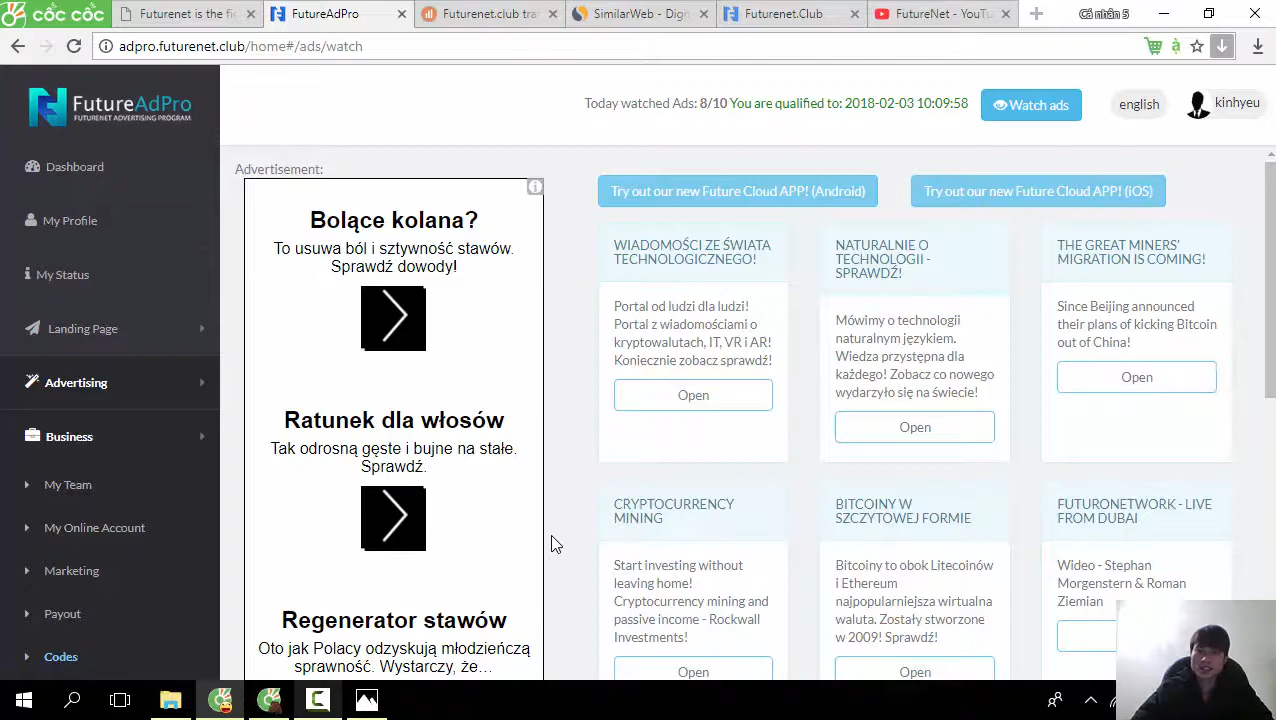 cốc cốc
Futurenet is the fi
FutureAdPro
Futurenet.club tra
SimilarWeb - Digi
Futurenet.Club
FutureNet - YouTu
Cá nhân 5
adpro.futurenet.club/home#/ads/watch
FutureAdPro
FUTURENET ADVERTISING PROGRAM
Today watched Ads: 8/10 You are qualified to: 2018-02-03 10:09:58
Watch ads
english
kinhyeu
Dashboard
My Profile
My Status
Landing Page
Advertising
Business
My Team
My Online Account
Marketing
Payout
Codes
Advertisement:
Bolące kolana?
To usuwa ból i sztywność stawów.
Sprawdź dowody!
Ratunek dla włosów
Tak odrosną gęste i bujne na stałe.
Sprawdź.
Regenerator stawów
Oto jak Polacy odzyskują młodzieńczą
sprawność. Wystarczy, że...
Try out our new Future Cloud APP! (Android)
Try out our new Future Cloud APP! (iOS)
WIADOMOŚCI ZE ŚWIATA
TECHNOLOGICZNEGO!
Portal od ludzi dla ludzi!
Portal z wiadomościami o
kryptowalutach, IT, VR i AR!
Koniecznie zobacz sprawdź!
Open
NATURALNIE O
TECHNOLOGII -
SPRAWDŹ!
Mówimy o technologii
naturalnym językiem.
Wiedza przystępna dla
każdego! Zobacz co nowego
wydarzyło się na świecie!
Open
THE GREAT MINERS'
MIGRATION IS COMING!
Since Beijing announced
their plans of kicking Bitcoin
out of China!
Open
CRYPTOCURRENCY
MINING
Start investing without
leaving home!
Cryptocurrency mining and
passive income - Rockwall
Investments!
Open
BITCOINY W
SZCZYTOWEJ FORMIE
Bitcoiny to obok Litecoinów
i Ethereum
najpopularniejsza wirtualna
waluta. Zostały stworzone
w 2009! Sprawdź!
Open
FUTURONETWORK - LIVE
FROM DUBAI
Wideo - Stephan
Morgenstern & Roman
Ziemian